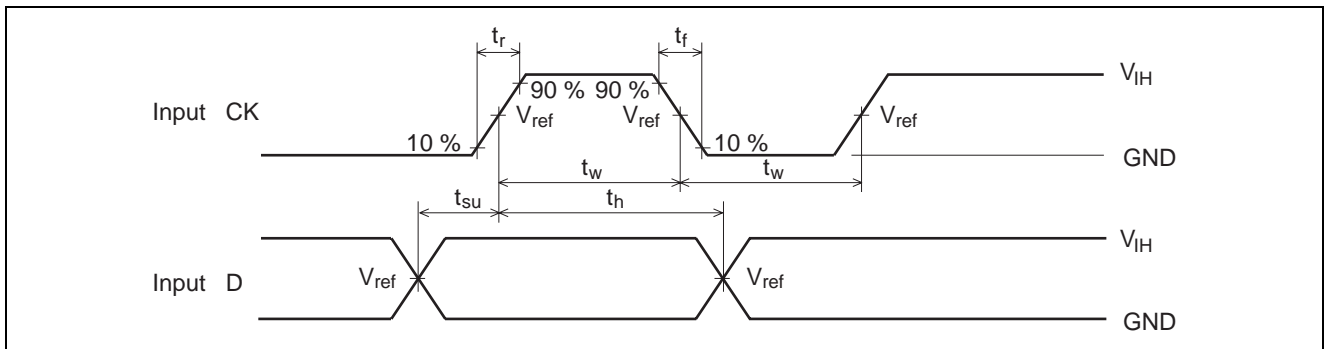 tr tf
VIH
90 % 90 %
Input CK Vref Vref Vref
10 % 10 %
GND
tw tw
tsu th
VIH
Input D Vref Vref
GND